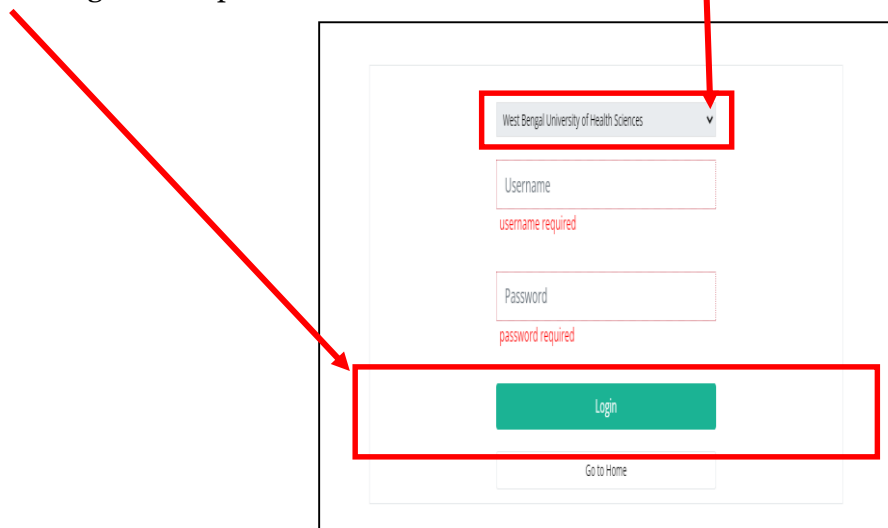 West Bengal University of Health Sciences
Username
username required
Password
password required
Login
Go to Home